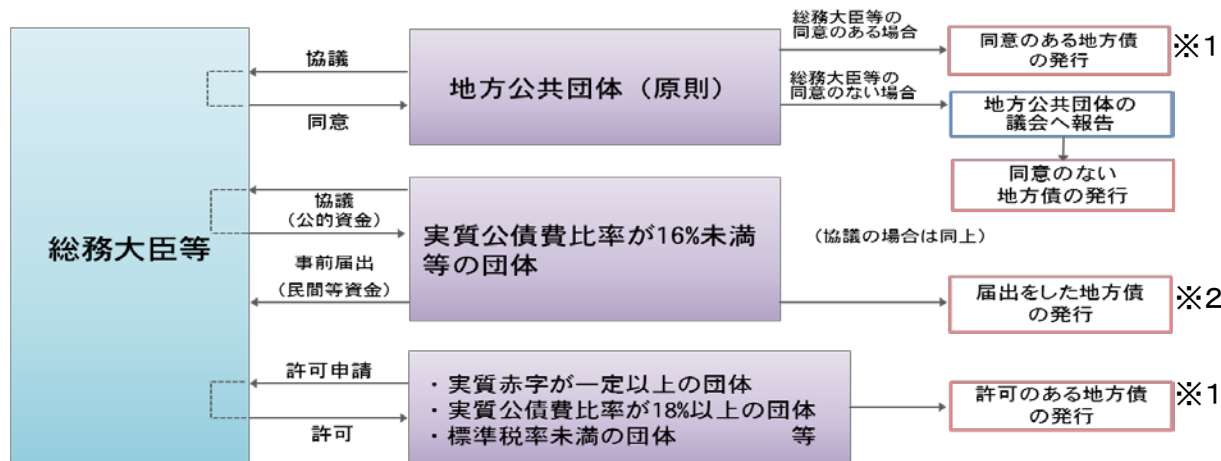 総務大臣等
協議
同意
地方公共団体（原則）
総務大臣等の
同意のある場合
同意のある地方債
の発行
※1
総務大臣等の
同意のない場合
地方公共団体の
議会へ報告
同意のない
地方債の発行
協議
（公的資金）
事前届出
（民間等資金）
実質公債費比率が16%未満
等の団体
（協議の場合は同上）
届出をした地方債
の発行
※2
許可申請
許可
・実質赤字が一定以上の団体
・実質公債費比率が18%以上の団体
・標準税率未満の団体　　　　等
許可のある地方債
の発行
※1